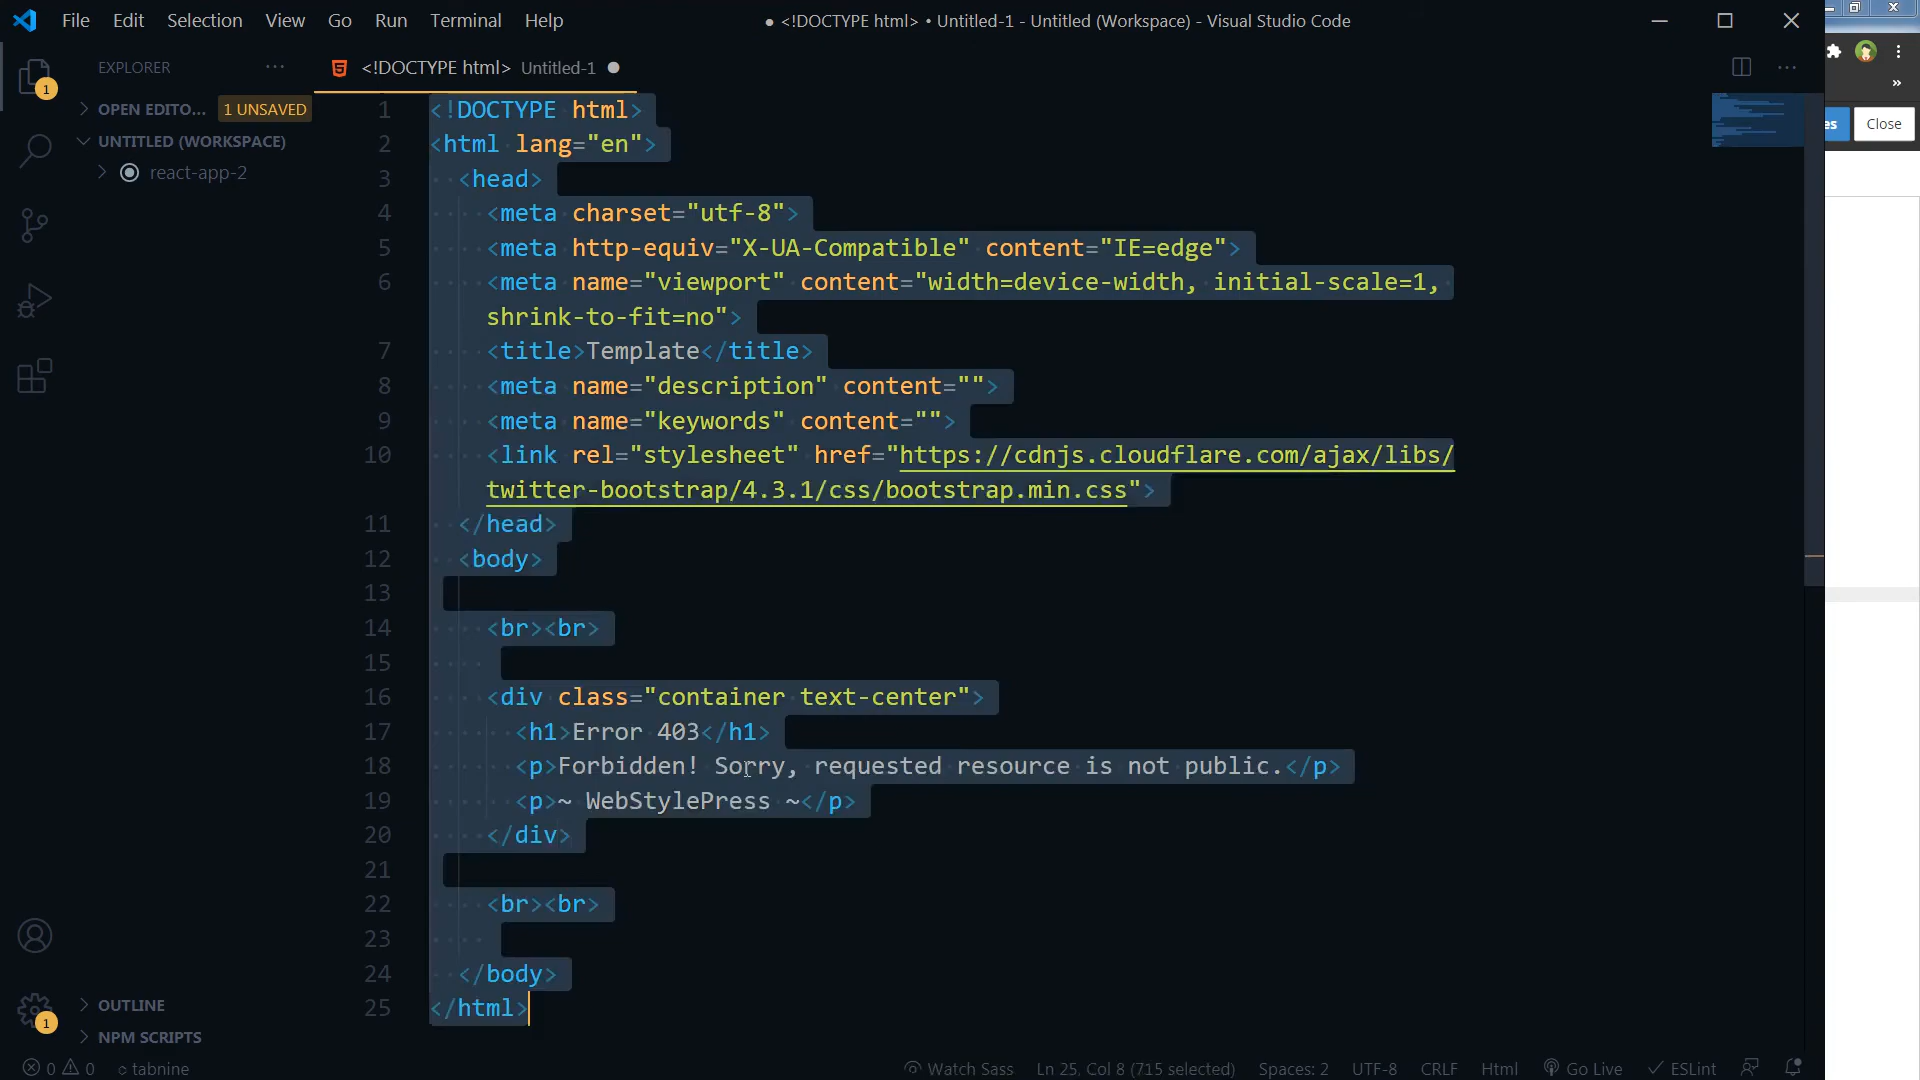 File Edit Selection View Go Run Terminal Help
● <!DOCTYPE html> • Untitled-1 - Untitled (Workspace) - Visual Studio Code
EXPLORER ···
<!DOCTYPE html> Untitled-1 ●
1
OPEN EDITO... 1 UNSAVED
UNTITLED (WORKSPACE)
react-app-2
1 <!DOCTYPE html>
2 <html lang="en">
3 <head>
4 <meta charset="utf-8">
5 <meta http-equiv="X-UA-Compatible" content="IE=edge">
6 <meta name="viewport" content="width=device-width, initial-scale=1,
shrink-to-fit=no">
7 <title>Template</title>
8 <meta name="description" content="">
9 <meta name="keywords" content="">
10 <link rel="stylesheet" href="https://cdnjs.cloudflare.com/ajax/libs/
twitter-bootstrap/4.3.1/css/bootstrap.min.css">
11 </head>
12 <body>
13
14 <br><br>
15
16 <div class="container text-center">
17 <h1>Error 403</h1>
18 <p>Forbidden! Sorry, requested resource is not public.</p>
19 <p>~ WebStylePress ~</p>
20 </div>
21
22 <br><br>
23
24 </body>
25 </html>
1
OUTLINE
NPM SCRIPTS
es Close
0 0 tabnine Watch Sass Ln 25, Col 8 (715 selected) Spaces: 2 UTF-8 CRLF Html Go Live ESLint